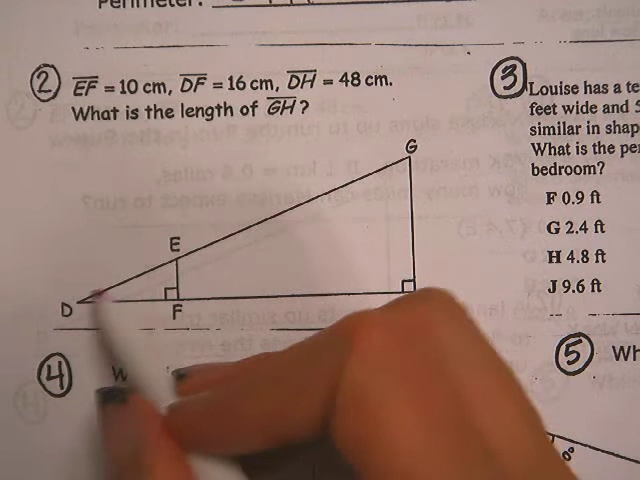 Perimeter:
2 EF = 10 cm, DF = 16 cm, DH = 48 cm.
What is the length of GH?
G
E
D
F
4
W
3
Louise has a te
feet wide and 5
similar in shap
What is the per
bedroom?
F 0.9 ft
G 2.4 ft
H 4.8 ft
J 9.6 ft
5 Wh
0°